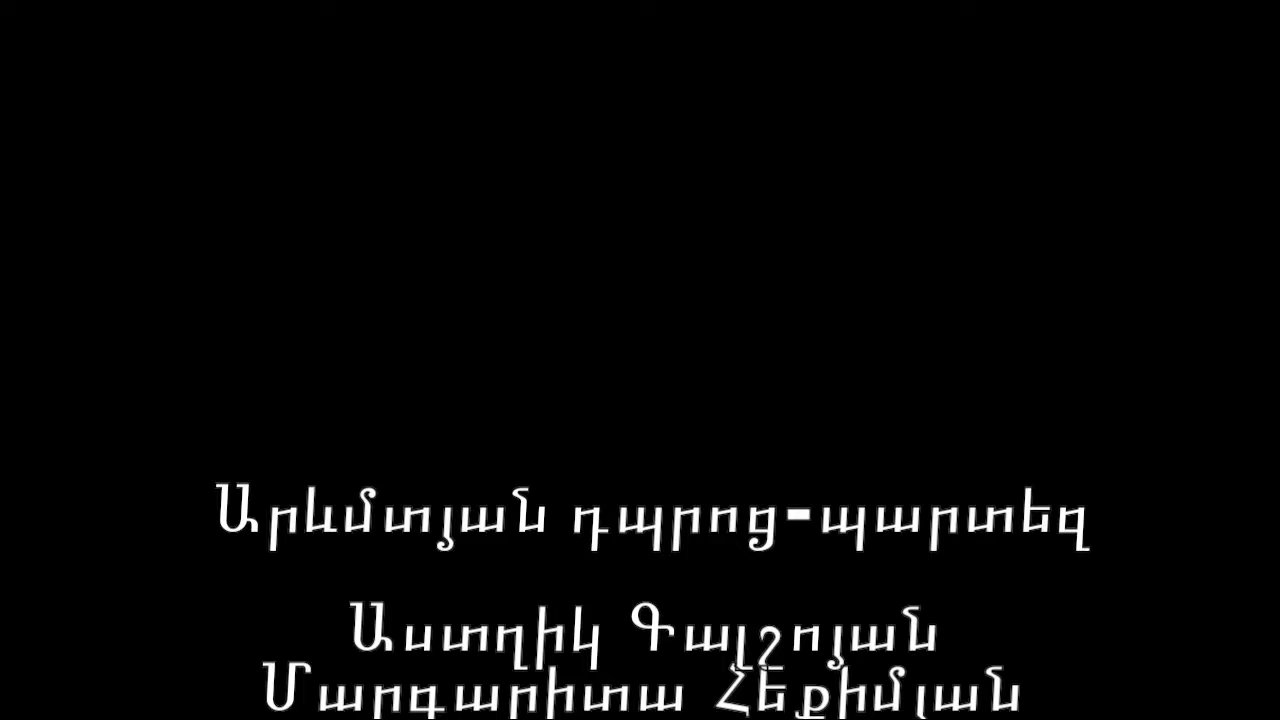 Արևմտյան դպրոց-պարտեզ
Աստղիկ Գալշոյան
Մարգարիտա Հեքիմյան